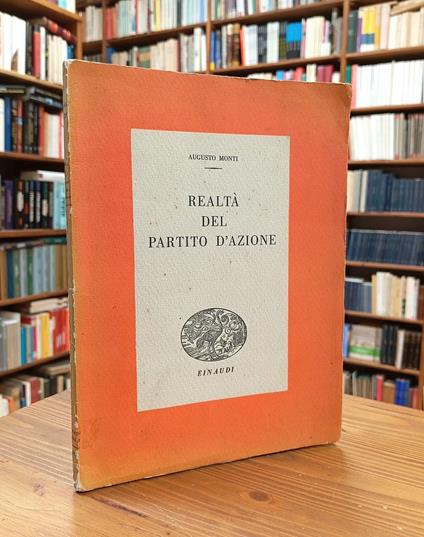 AUGUSTO MONTI
REALTÀ
DEL
PARTITO D'AZIONE
EINAUDI